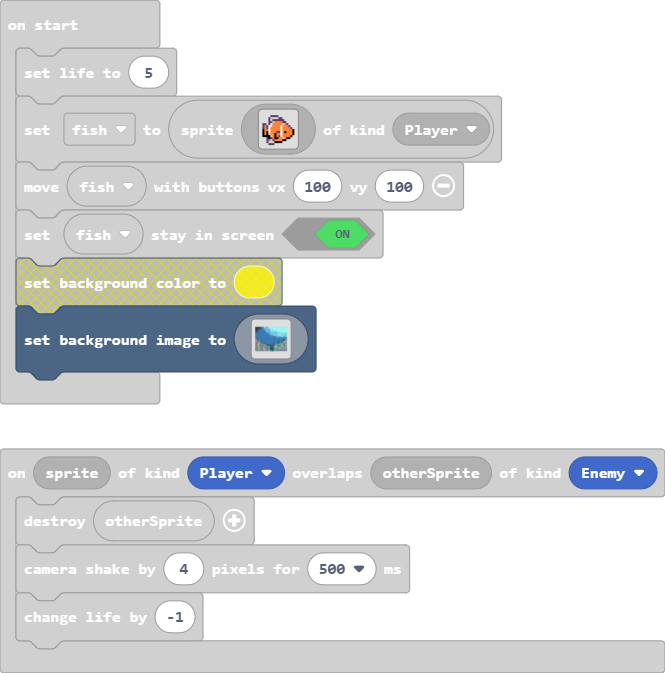 on start
set life to 5
set fish to sprite of kind Player
move fish with buttons vx 100 vy 100
set fish stay in screen ON
set background color to
set background image to
on sprite of kind Player overlaps otherSprite of kind Enemy
destroy otherSprite
camera shake by 4 pixels for 500 ms
change life by -1